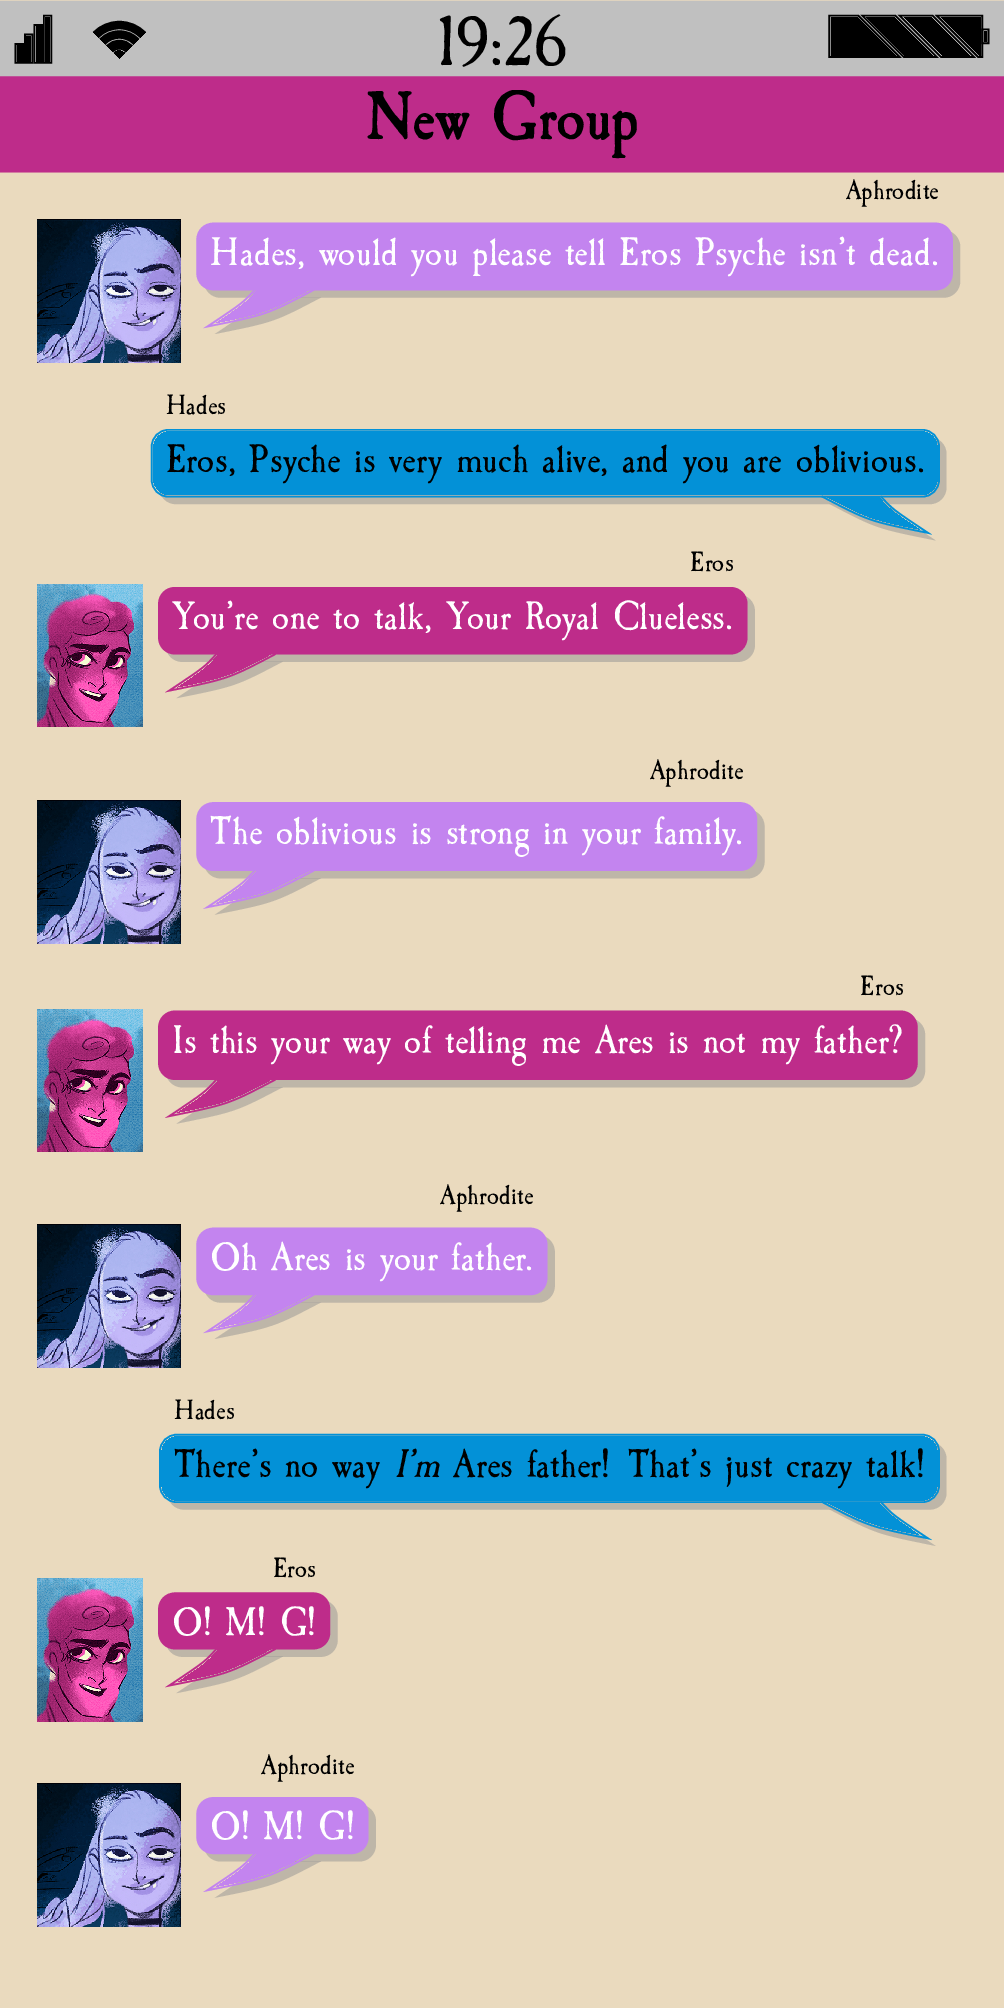 19:26
New Group
Aphrodite
Hades, would you please tell Eros Psyche isn't dead.
Hades
Eros, Psyche is very much alive, and you are oblivious.
Eros
You're one to talk, Your Royal Clueless.
Aphrodite
The oblivious is strong in your family.
Eros
Is this your way of telling me Ares is not my father?
Aphrodite
Oh Ares is your father.
Hades
There's no way I'm Ares father! That's just crazy talk!
Eros
O! M! G!
Aphrodite
O! M! G!